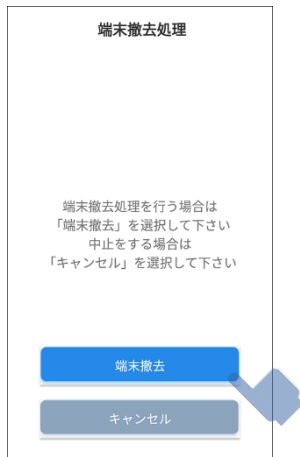 端末撤去処理
端末撤去処理を行う場合は
「端末撤去」を選択して下さい
中止をする場合は
「キャンセル」を選択して下さい
端末撤去
キャンセル